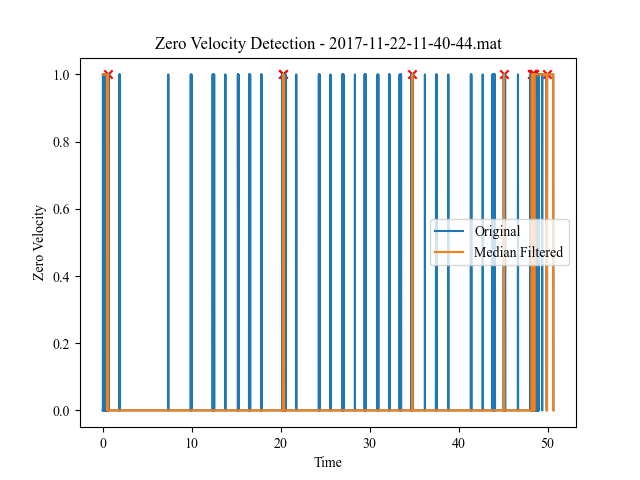 Zero Velocity Detection - 2017-11-22-11-40-44.mat
1.0
0.8
0.6
0.4
0.2
0.0
Zero Velocity
Original
Median Filtered
0 10 20 30 40 50
Time